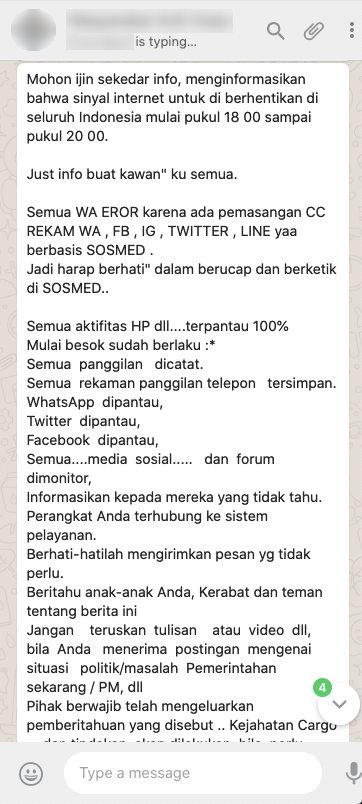 is typing...
Mohon ijin sekedar info, menginformasikan
bahwa sinyal internet untuk di berhentikan di
seluruh Indonesia mulai pukul 18 00 sampai
pukul 20 00.
Just info buat kawan" ku semua.
Semua WA EROR karena ada pemasangan CC
REKAM WA , FB , IG , TWITTER , LINE yaa
berbasis SOSMED .
Jadi harap berhati" dalam berucap dan berketik
di SOSMED..
Semua aktifitas HP dll....terpantau 100%
Mulai besok sudah berlaku :*
Semua panggilan dicatat.
Semua rekaman panggilan telepon tersimpan.
WhatsApp dipantau,
Twitter dipantau,
Facebook dipantau,
Semua....media sosial..... dan forum
dimonitor,
Informasikan kepada mereka yang tidak tahu.
Perangkat Anda terhubung ke sistem
pelayanan.
Berhati-hatilah mengirimkan pesan yg tidak
perlu.
Beritahu anak-anak Anda, Kerabat dan teman
tentang berita ini
Jangan teruskan tulisan atau video dll,
bila Anda menerima postingan mengenai
situasi politik/masalah Pemerintahan
sekarang / PM, dll
4
Pihak berwajib telah mengeluarkan
pemberitahuan yang disebut .. Kejahatan Cargo
Type a message